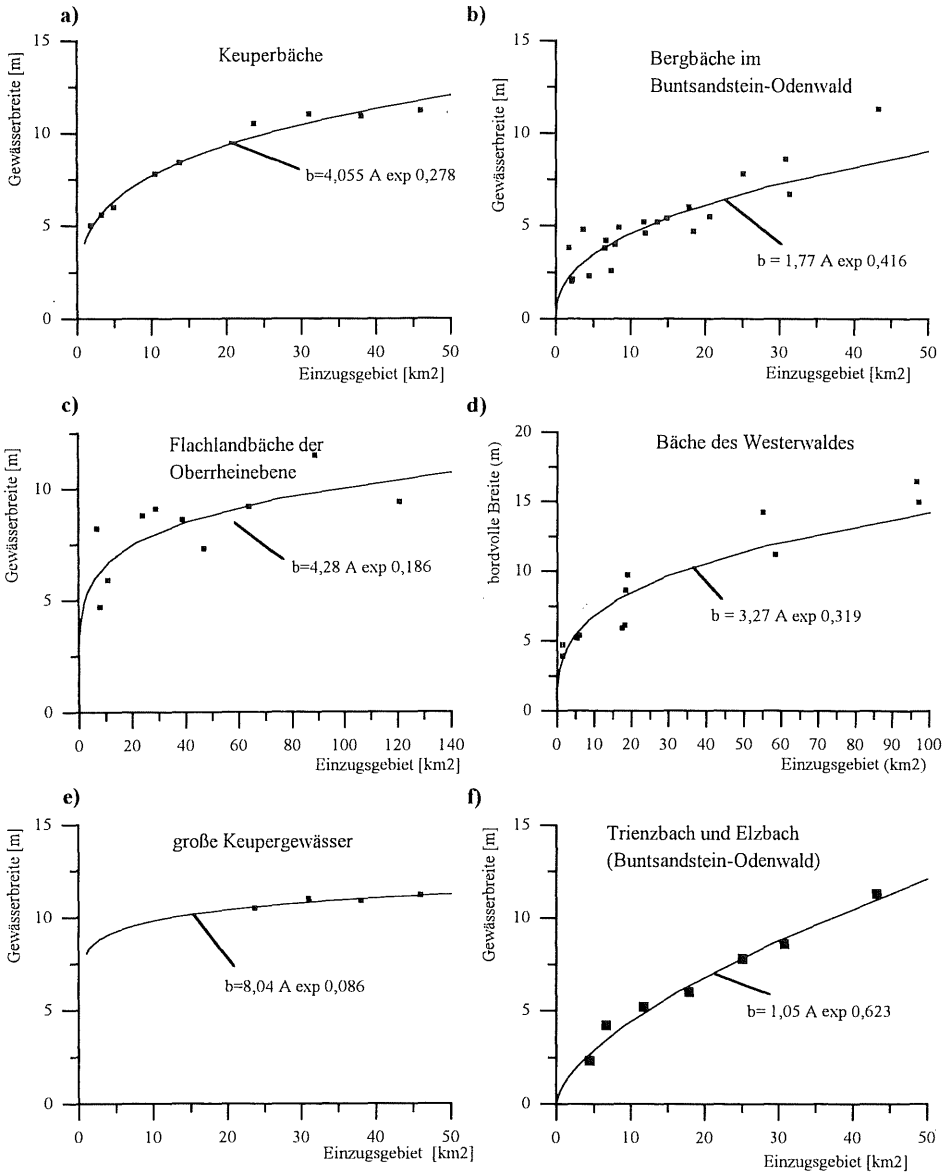 a)
Keuperbäche
Gewässerbreite [m]
15
10
5
0
b=4,055 A exp 0,278
0 10 20 30 40 50
Einzugsgebiet [km2]
b)
Bergbäche im
Buntsandstein-Odenwald
Gewässerbreite [m]
15
10
5
0
b = 1,77 A exp 0,416
0 10 20 30 40 50
Einzugsgebiet [km2]
c)
Flachlandbäche der
Oberrheinebene
Gewässerbreite [m]
10
5
0
b=4,28 A exp 0,186
0 20 40 60 80 100 120 140
Einzugsgebiet [km2]
d)
Bäche des Westerwaldes
bordvolle Breite (m)
20
15
10
5
0
b = 3,27 A exp 0,319
0 10 20 30 40 50 60 70 80 90 100
Einzugsgebiet (km2)
e)
große Keupergewässer
Gewässerbreite [m]
15
10
5
0
b=8,04 A exp 0,086
0 10 20 30 40 50
Einzugsgebiet [km2]
f)
Trienzbach und Elzbach
(Buntsandstein-Odenwald)
Gewässerbreite [m]
15
10
5
0
b= 1,05 A exp 0,623
0 10 20 30 40 50
Einzugsgebiet [km2]